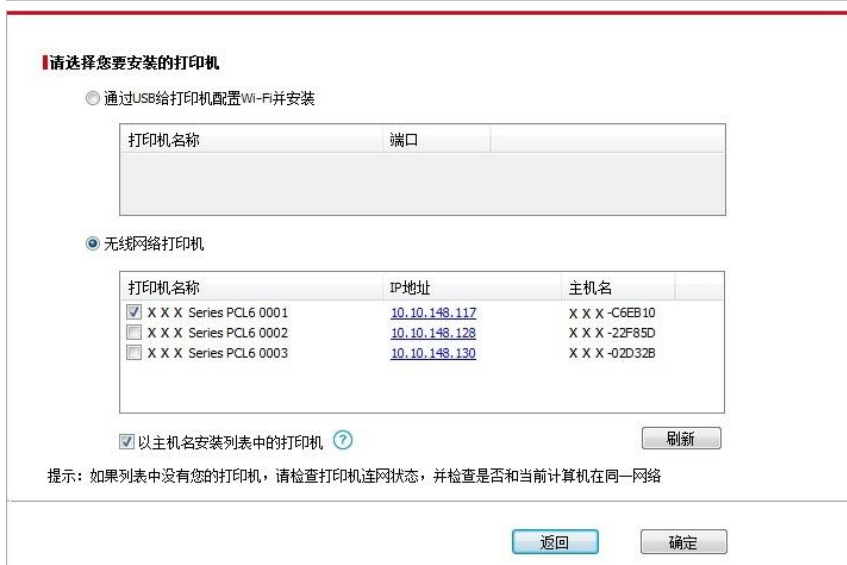 请选择您要安装的打印机
通过USB给打印机配置Wi-Fi并安装
打印机名称 端口
无线网络打印机
打印机名称 IP地址 主机名
X X X Series PCL6 0001 10.10.148.117 X X X -C6EB10
X X X Series PCL6 0002 10.10.148.128 X X X -22F85D
X X X Series PCL6 0003 10.10.148.130 X X X -02D32B
以主机名安装列表中的打印机 ? 刷新
提示：如果列表中没有您的打印机，请检查打印机连网状态，并检查是否和当前计算机在同一网络
返回 确定